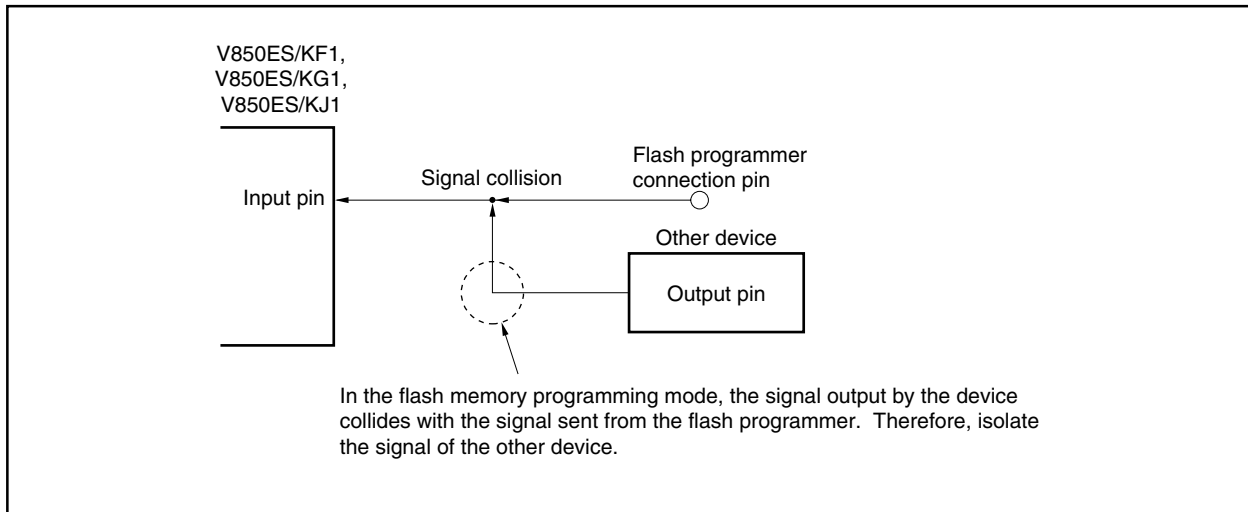 V850ES/KF1,
V850ES/KG1,
V850ES/KJ1
Flash programmer
connection pin
Signal collision
Input pin
Other device
Output pin
In the flash memory programming mode, the signal output by the device
collides with the signal sent from the flash programmer.  Therefore, isolate
the signal of the other device.